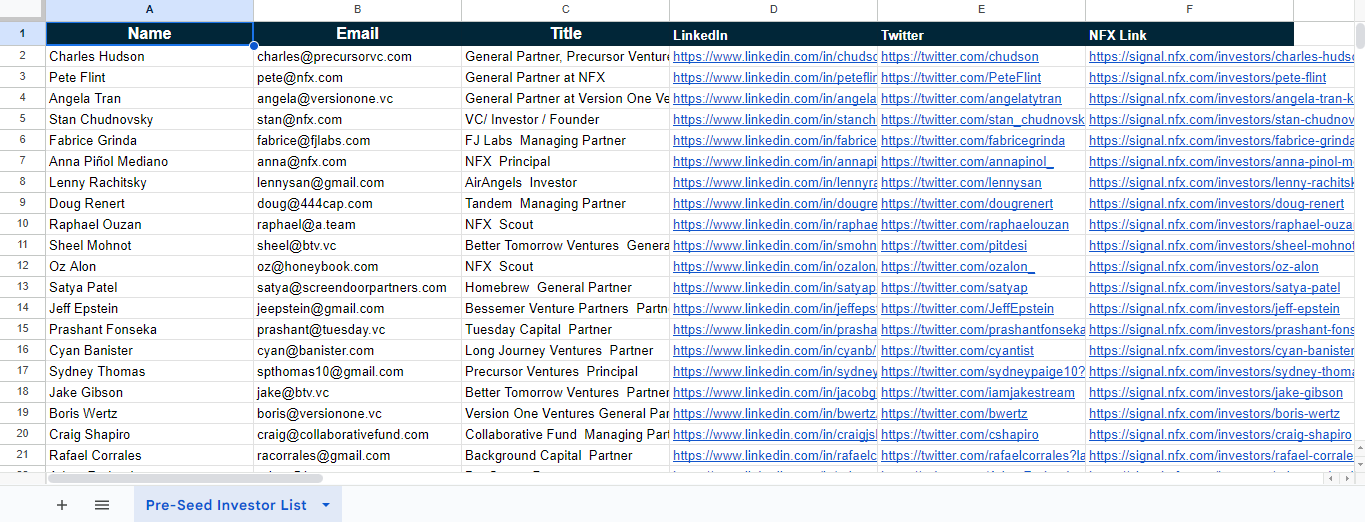 A B C D E F
1 Name Email Title LinkedIn Twitter NFX Link
2 Charles Hudson charles@precursorvc.com General Partner, Precursor Venture https://www.linkedin.com/in/chudso https://twitter.com/chudson https://signal.nfx.com/investors/charles-hudso
3 Pete Flint pete@nfx.com General Partner at NFX https://www.linkedin.com/in/peteflin https://twitter.com/PeteFlint https://signal.nfx.com/investors/pete-flint
4 Angela Tran angela@versionone.vc General Partner at Version One Ve https://www.linkedin.com/in/angela https://twitter.com/angelatytran https://signal.nfx.com/investors/angela-tran-k
5 Stan Chudnovsky stan@nfx.com VC/ Investor / Founder https://www.linkedin.com/in/stanch https://twitter.com/stan_chudnovsk https://signal.nfx.com/investors/stan-chudnov
6 Fabrice Grinda fabrice@fjlabs.com FJ Labs  Managing Partner https://www.linkedin.com/in/fabrice https://twitter.com/fabricegrinda https://signal.nfx.com/investors/fabrice-grinda
7 Anna Piñol Mediano anna@nfx.com NFX  Principal https://www.linkedin.com/in/annapi https://twitter.com/annapinol_ https://signal.nfx.com/investors/anna-pinol-m
8 Lenny Rachitsky lennysan@gmail.com AirAngels  Investor https://www.linkedin.com/in/lennyra https://twitter.com/lennysan https://signal.nfx.com/investors/lenny-rachitsk
9 Doug Renert doug@444cap.com Tandem  Managing Partner https://www.linkedin.com/in/dougre https://twitter.com/dougrenert https://signal.nfx.com/investors/doug-renert
10 Raphael Ouzan raphael@a.team NFX  Scout https://www.linkedin.com/in/raphae https://twitter.com/raphaelouzan https://signal.nfx.com/investors/raphael-ouza
11 Sheel Mohnot sheel@btv.vc Better Tomorrow Ventures  Genera https://www.linkedin.com/in/smohn https://twitter.com/pitdesi https://signal.nfx.com/investors/sheel-mohnot
12 Oz Alon oz@honeybook.com NFX  Scout https://www.linkedin.com/in/ozalon https://twitter.com/ozalon_ https://signal.nfx.com/investors/oz-alon
13 Satya Patel satya@screendoorpartners.com Homebrew  General Partner https://www.linkedin.com/in/satyap https://twitter.com/satyap https://signal.nfx.com/investors/satya-patel
14 Jeff Epstein jeepstein@gmail.com Bessemer Venture Partners  Partn https://www.linkedin.com/in/jeffeps https://twitter.com/JeffEpstein https://signal.nfx.com/investors/jeff-epstein
15 Prashant Fonseka prashant@tuesday.vc Tuesday Capital  Partner https://www.linkedin.com/in/prasha https://twitter.com/prashantfonseka https://signal.nfx.com/investors/prashant-fons
16 Cyan Banister cyan@banister.com Long Journey Ventures  Partner https://www.linkedin.com/in/cyanb/ https://twitter.com/cyantist https://signal.nfx.com/investors/cyan-banister
17 Sydney Thomas spthomas10@gmail.com Precursor Ventures  Principal https://www.linkedin.com/in/sydney https://twitter.com/sydneypaige10? https://signal.nfx.com/investors/sydney-thoma
18 Jake Gibson jake@btv.vc Better Tomorrow Ventures  Partner https://www.linkedin.com/in/jacobg https://twitter.com/iamjakestream https://signal.nfx.com/investors/jake-gibson
19 Boris Wertz boris@versionone.vc Version One Ventures General Par https://www.linkedin.com/in/bwertz https://twitter.com/bwertz https://signal.nfx.com/investors/boris-wertz
20 Craig Shapiro craig@collaborativefund.com Collaborative Fund  Managing Part https://www.linkedin.com/in/craigjsh https://twitter.com/cshapiro https://signal.nfx.com/investors/craig-shapiro
21 Rafael Corrales racorrales@gmail.com Background Capital  Partner https://www.linkedin.com/in/rafaelc https://twitter.com/rafaelcorrales?la https://signal.nfx.com/investors/rafael-corrale
Pre-Seed Investor List